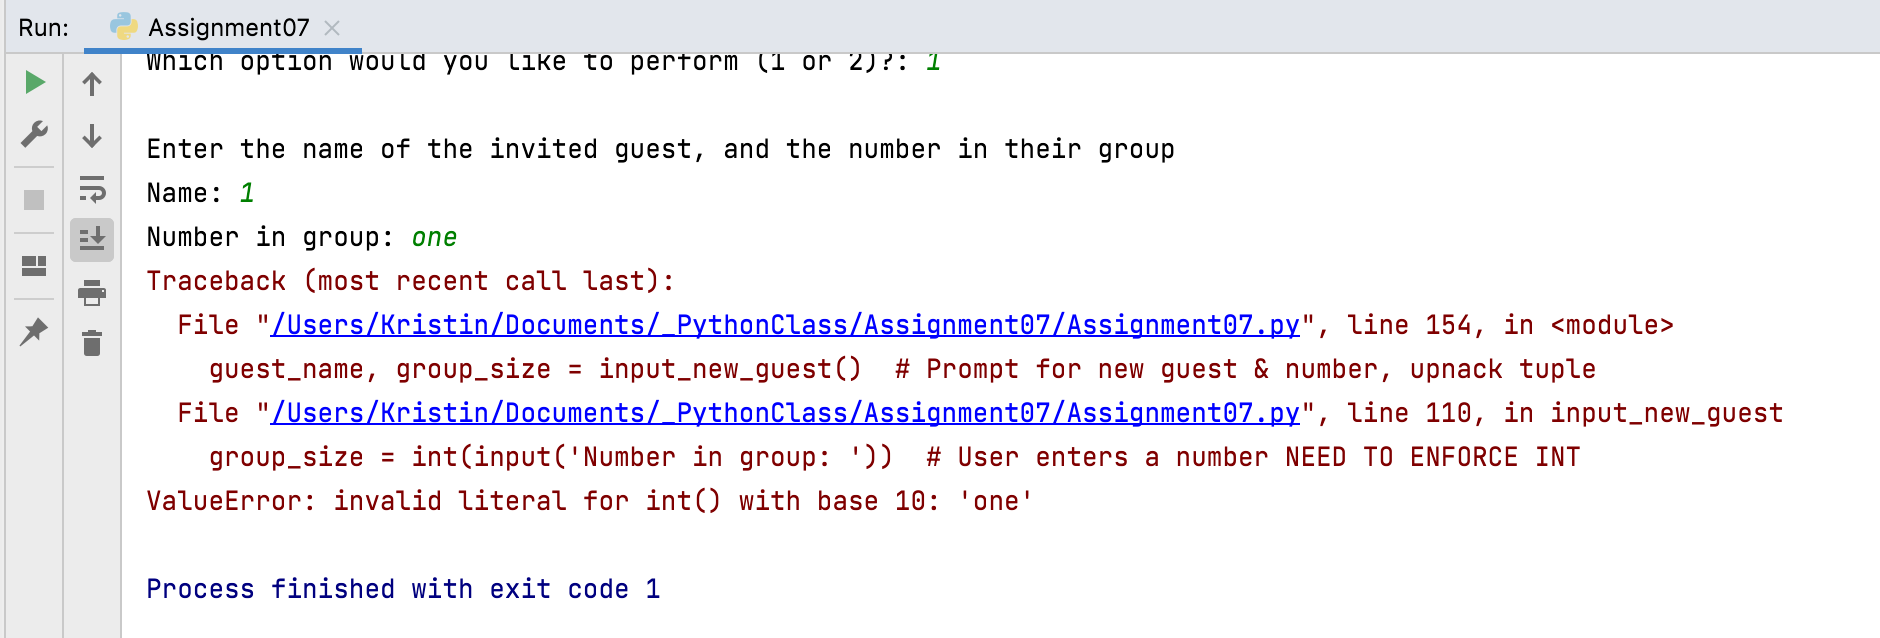 Run: Assignment07
Which option would you like to perform (1 or 2)?: 1
Enter the name of the invited guest, and the number in their group
Name: 1
Number in group: one
Traceback (most recent call last):
  File "/Users/Kristin/Documents/_PythonClass/Assignment07/Assignment07.py", line 154, in <module>
    guest_name, group_size = input_new_guest()  # Prompt for new guest & number, upnack tuple
  File "/Users/Kristin/Documents/_PythonClass/Assignment07/Assignment07.py", line 110, in input_new_guest
    group_size = int(input('Number in group: '))  # User enters a number NEED TO ENFORCE INT
ValueError: invalid literal for int() with base 10: 'one'
Process finished with exit code 1